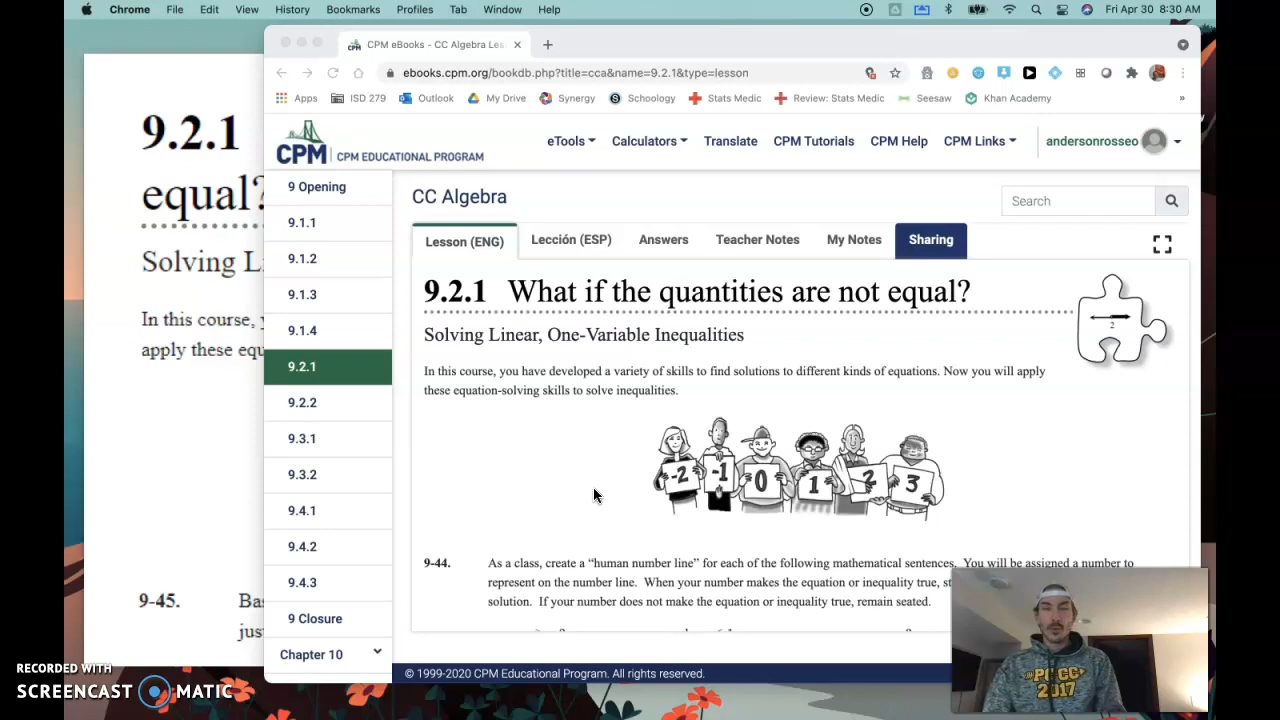 Chrome File Edit View History Bookmarks Profiles Tab Window Help Fri Apr 30 8:30 AM
CPM eBooks - CC Algebra Les
ebooks.cpm.org/bookdb.php?title=cca&name=9.2.1&type=lesson
Apps ISD 279 Outlook My Drive Synergy Schoology Stats Medic Review: Stats Medic Seesaw Khan Academy »
CPM CPM EDUCATIONAL PROGRAM eTools Calculators Translate CPM Tutorials CPM Help CPM Links andersonrosseo
9 Opening
9.1.1
9.1.2
9.1.3
9.1.4
9.2.1
9.2.2
9.3.1
9.3.2
9.4.1
9.4.2
9.4.3
9 Closure
Chapter 10
CC Algebra Search
Lesson (ENG) Lección (ESP) Answers Teacher Notes My Notes Sharing
9.2.1 What if the quantities are not equal?
2
Solving Linear, One-Variable Inequalities
In this course, you have developed a variety of skills to find solutions to different kinds of equations. Now you will apply
these equation-solving skills to solve inequalities.
-2 -1 0 1 2 3
9-44. As a class, create a “human number line” for each of the following mathematical sentences. You will be assigned a number to
represent on the number line. When your number makes the equation or inequality true, st
solution. If your number does not make the equation or inequality true, remain seated.
© 1999-2020 CPM Educational Program. All rights reserved.
9.2.1
equal?
Solving Li
In this course, y
apply these equ
9-45. Bas
jus
PCCC
2017
RECORDED WITH
SCREENCAST MATIC